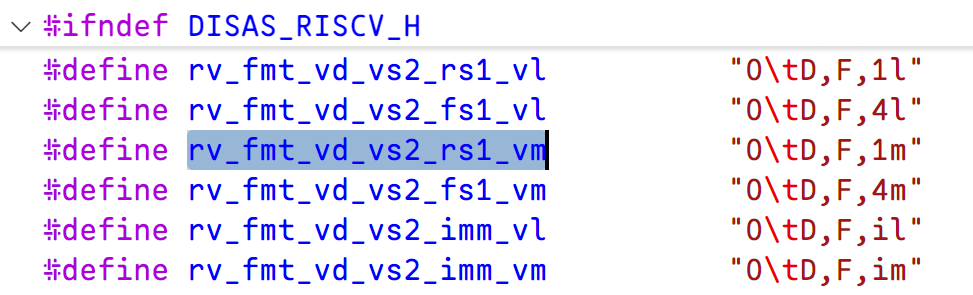 #ifndef DISAS_RISCV_H
#define rv_fmt_vd_vs2_rs1_vl "O\tD,F,1l"
#define rv_fmt_vd_vs2_fs1_vl "O\tD,F,4l"
#define rv_fmt_vd_vs2_rs1_vm "O\tD,F,1m"
#define rv_fmt_vd_vs2_fs1_vm "O\tD,F,4m"
#define rv_fmt_vd_vs2_imm_vl "O\tD,F,il"
#define rv_fmt_vd_vs2_imm_vm "O\tD,F,im"